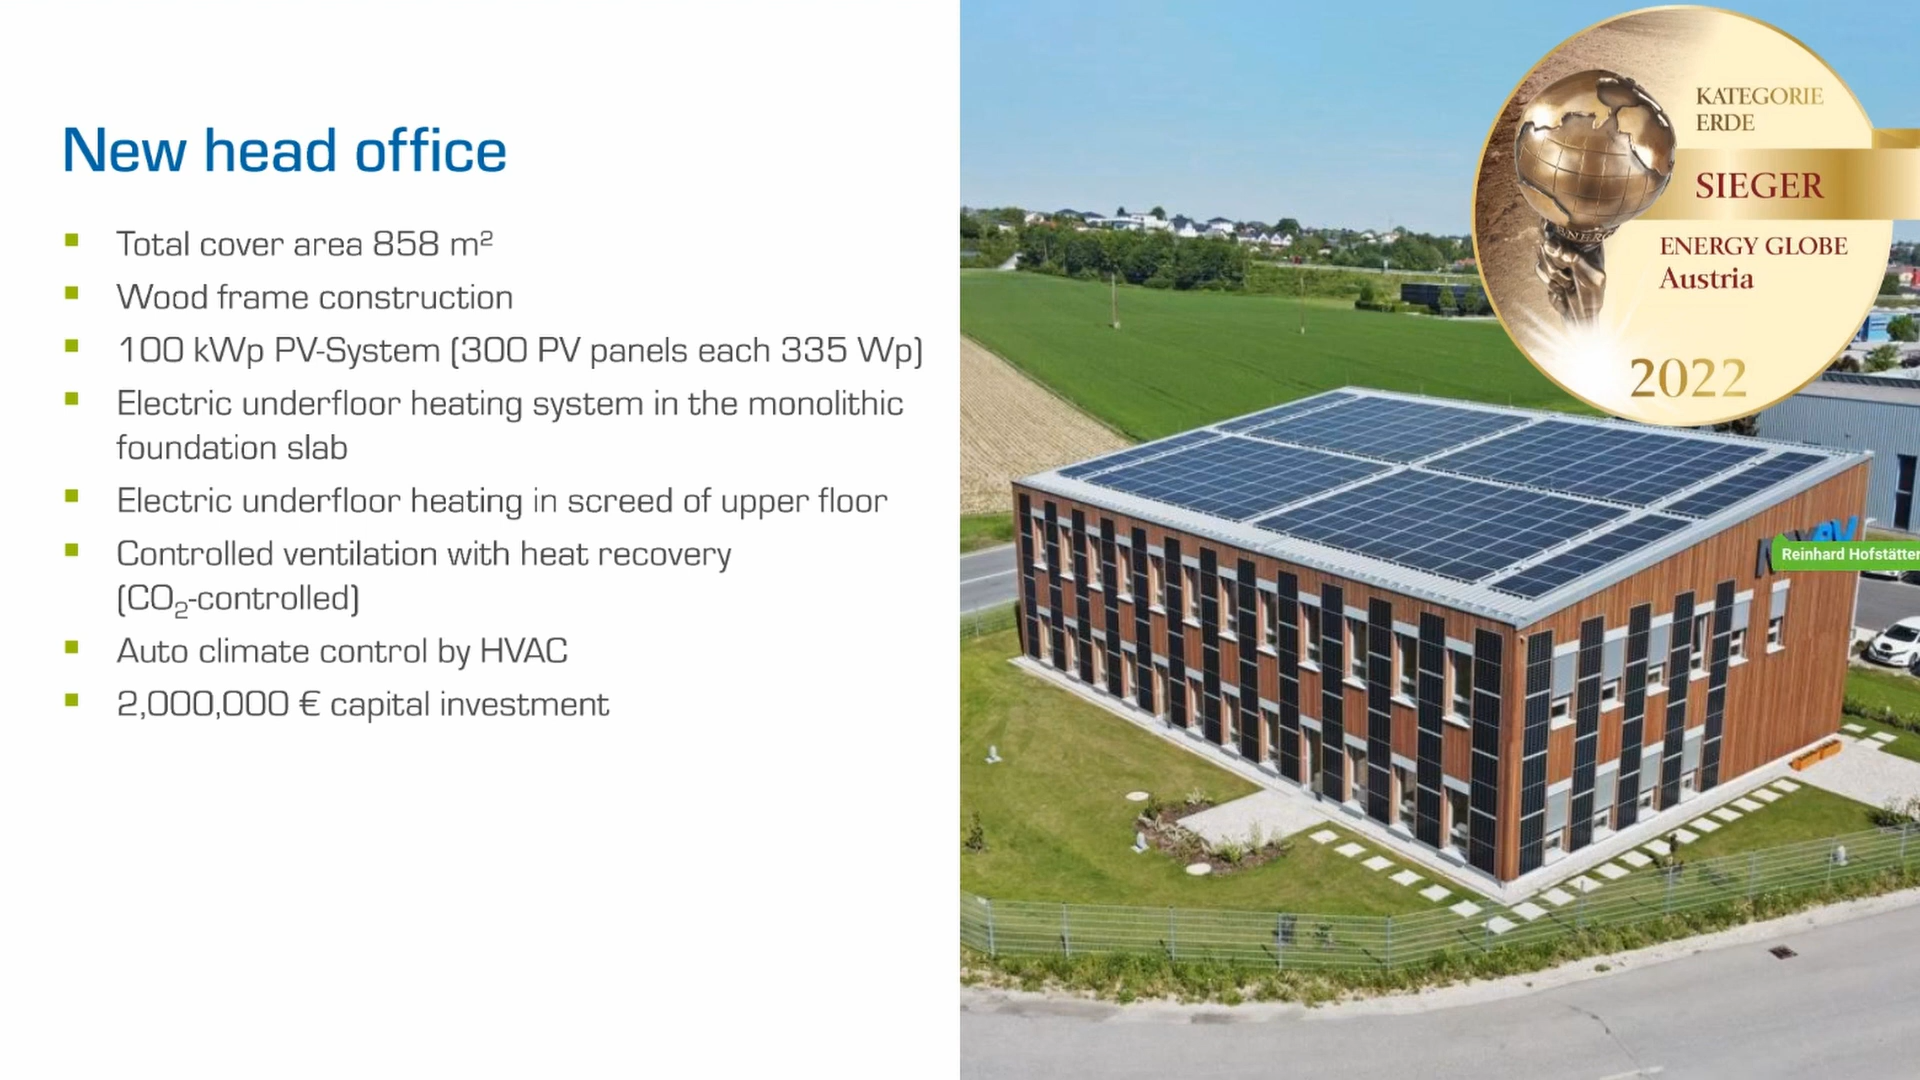 New head office
Total cover area 858 m²
Wood frame construction
100 kWp PV-System (300 PV panels each 335 Wp)
Electric underfloor heating system in the monolithic
foundation slab
Electric underfloor heating in screed of upper floor
Controlled ventilation with heat recovery
(CO₂-controlled)
Auto climate control by HVAC
2,000,000 € capital investment
KATEGORIE
ERDE
SIEGER
ENERGY GLOBE
Austria
2022
Reinhard Hofstätter